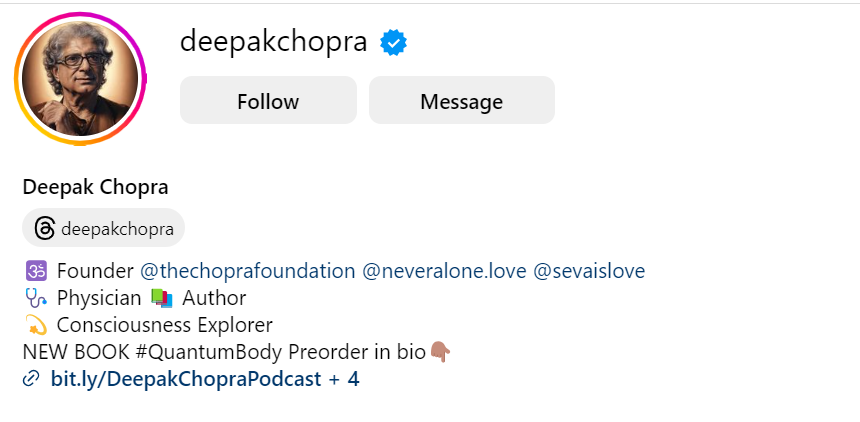 deepakchopra
Follow Message
Deepak Chopra
deepakchopra
🕉 Founder @thechoprafoundation @neveralone.love @sevaislove
🩺 Physician 📚 Author
💫 Consciousness Explorer
NEW BOOK #QuantumBody Preorder in bio👇🏽
bit.ly/DeepakChopraPodcast + 4